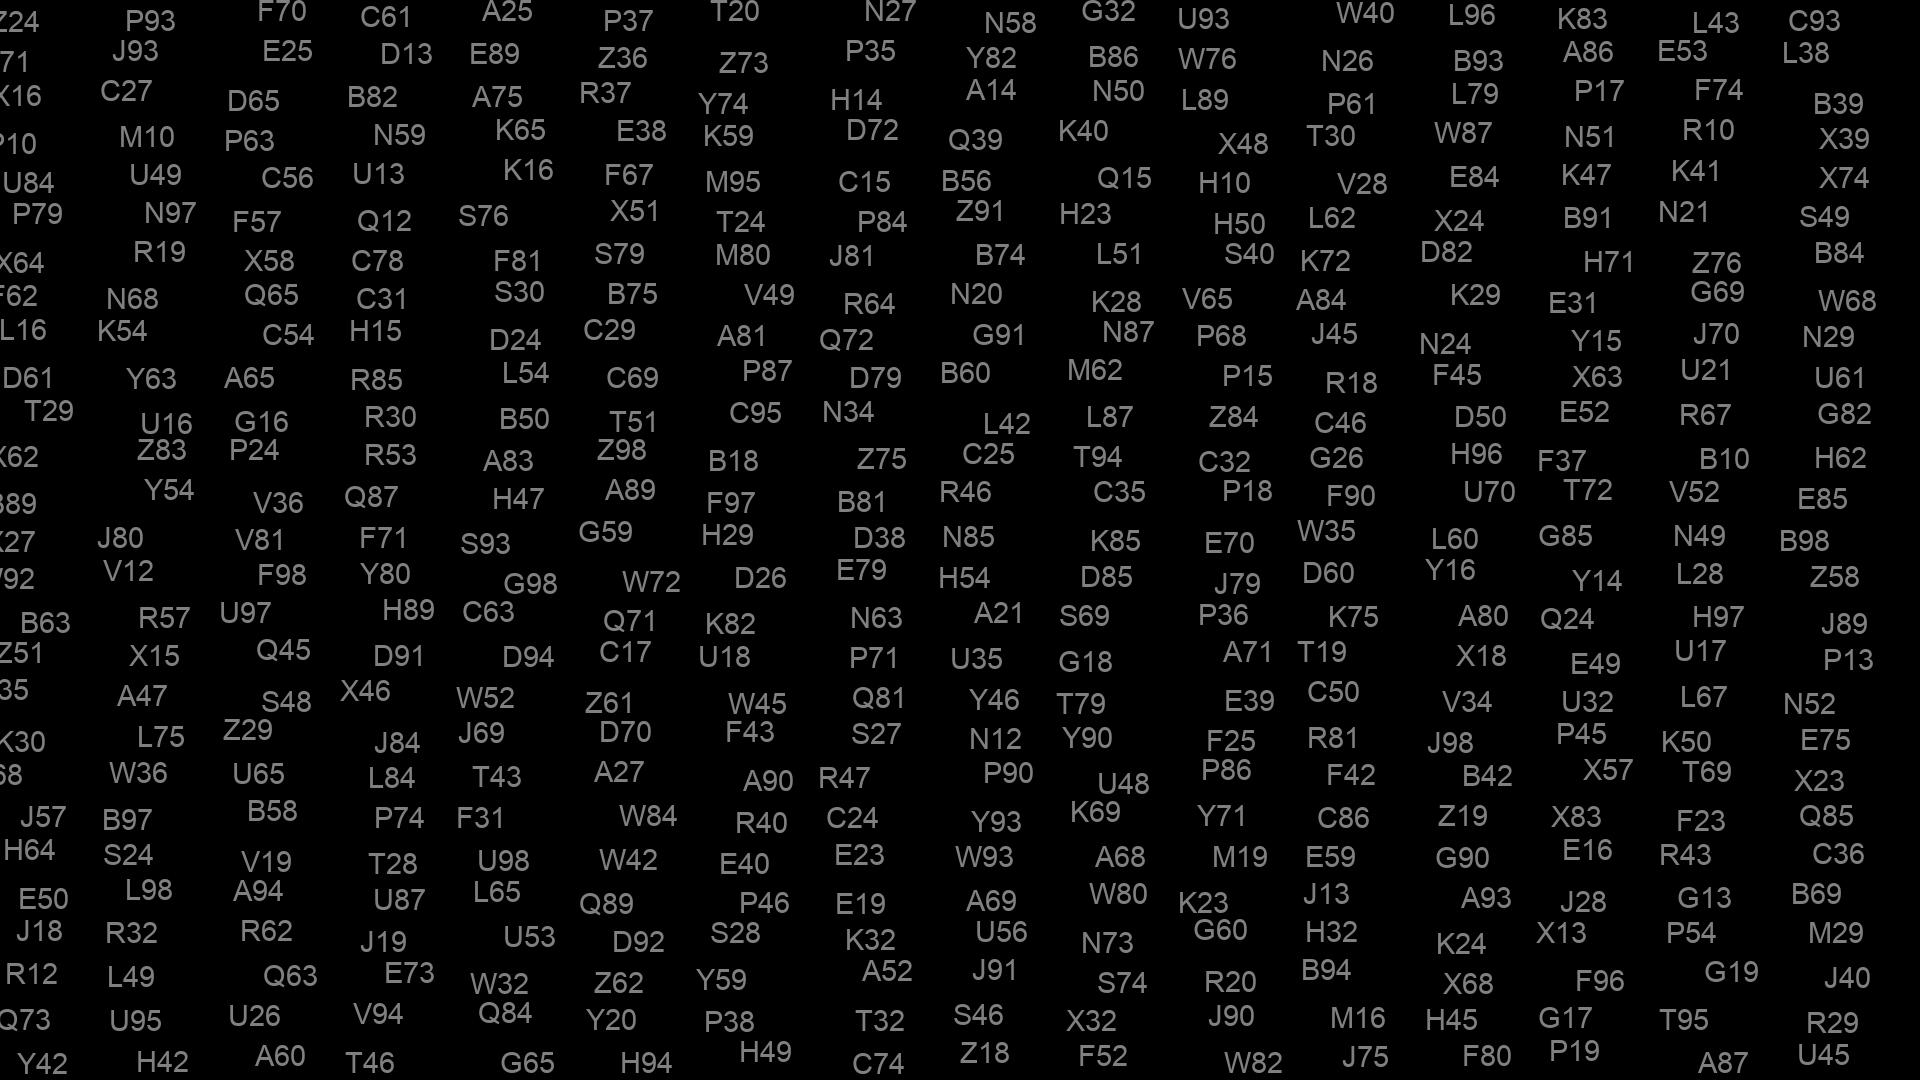 Z24 P93 F70 C61 A25 P37 T20 N27 N58 G32 U93 W40 L96 K83 L43 C93
71 J93 E25 D13 E89 Z36 Z73 P35 Y82 B86 W76 N26 B93 A86 E53 L38
X16 C27 D65 B82 A75 R37 Y74 H14 A14 N50 L89 P61 L79 P17 F74 B39
P10 M10 P63 N59 K65 E38 K59 D72 Q39 K40 X48 T30 W87 N51 R10 X39
U84 U49 C56 U13 K16 F67 M95 C15 B56 Q15 H10 V28 E84 K47 K41 X74
P79 N97 F57 Q12 S76 X51 T24 P84 Z91 H23 H50 L62 X24 B91 N21 S49
X64 R19 X58 C78 F81 S79 M80 J81 B74 L51 S40 K72 D82 H71 Z76 B84
F62 N68 Q65 C31 S30 B75 V49 R64 N20 K28 V65 A84 K29 E31 G69 W68
L16 K54 C54 H15 D24 C29 A81 Q72 G91 N87 P68 J45 N24 Y15 J70 N29
D61 Y63 A65 R85 L54 C69 P87 D79 B60 M62 P15 R18 F45 X63 U21 U61
T29 U16 G16 R30 B50 T51 C95 N34 L42 L87 Z84 C46 D50 E52 R67 G82
X62 Z83 P24 R53 A83 Z98 B18 Z75 C25 T94 C32 G26 H96 F37 B10 H62
B89 Y54 V36 Q87 H47 A89 F97 B81 R46 C35 P18 F90 U70 T72 V52 E85
X27 J80 V81 F71 S93 G59 H29 D38 N85 K85 E70 W35 L60 G85 N49 B98
92 V12 F98 Y80 G98 W72 D26 E79 H54 D85 J79 D60 Y16 Y14 L28 Z58
B63 R57 U97 H89 C63 Q71 K82 N63 A21 S69 P36 K75 A80 Q24 H97 J89
Z51 X15 Q45 D91 D94 C17 U18 P71 U35 G18 A71 T19 X18 E49 U17 P13
35 A47 S48 X46 W52 Z61 W45 Q81 Y46 T79 E39 C50 V34 U32 L67 N52
K30 L75 Z29 J84 J69 D70 F43 S27 N12 Y90 F25 R81 J98 P45 K50 E75
68 W36 U65 L84 T43 A27 A90 R47 P90 U48 P86 F42 B42 X57 T69 X23
J57 B97 B58 P74 F31 W84 R40 C24 Y93 K69 Y71 C86 Z19 X83 F23 Q85
H64 S24 V19 T28 U98 W42 E40 E23 W93 A68 M19 E59 G90 E16 R43 C36
E50 L98 A94 U87 L65 Q89 P46 E19 A69 W80 K23 J13 A93 J28 G13 B69
J18 R32 R62 J19 U53 D92 S28 K32 U56 N73 G60 H32 K24 X13 P54 M29
R12 L49 Q63 E73 W32 Z62 Y59 A52 J91 S74 R20 B94 X68 F96 G19 J40
Q73 U95 U26 V94 Q84 Y20 P38 T32 S46 X32 J90 M16 H45 G17 T95 R29
Y42 H42 A60 T46 G65 H94 H49 C74 Z18 F52 W82 J75 F80 P19 A87 U45